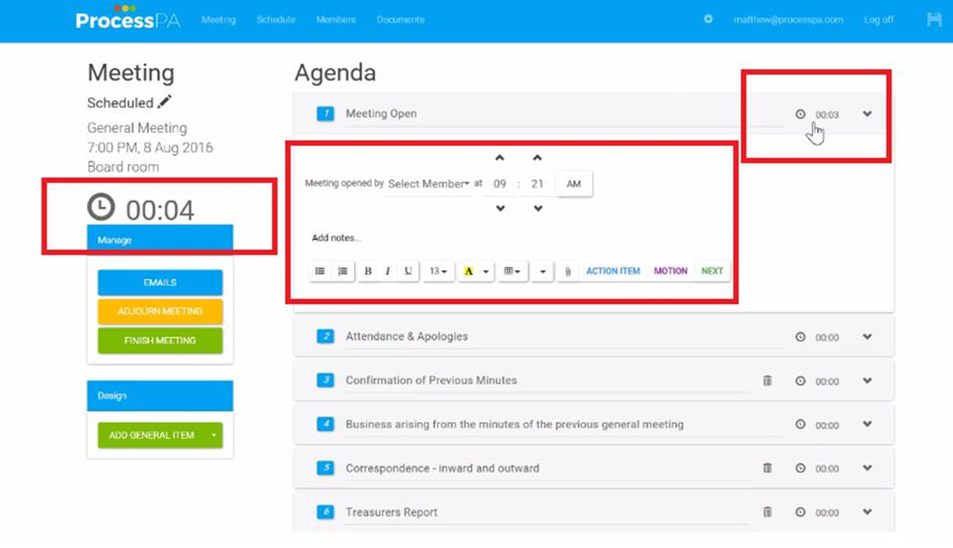 ProcessPA Meeting Schedule Members Documents matthew@processpa.com Log off
Meeting
Scheduled
General Meeting
7:00 PM, 8 Aug 2016
Board room
00:04
Manage
EMAILS
ADJOURN MEETING
FINISH MEETING
Design
ADD GENERAL ITEM
Agenda
1 Meeting Open 00:03
Meeting opened by Select Member at 09 : 21 AM
Add notes...
B I U 13 A ACTION ITEM MOTION NEXT
2 Attendance & Apologies 00:00
3 Confirmation of Previous Minutes 00:00
4 Business arising from the minutes of the previous general meeting 00:00
5 Correspondence - inward and outward 00:00
6 Treasurers Report 00:00